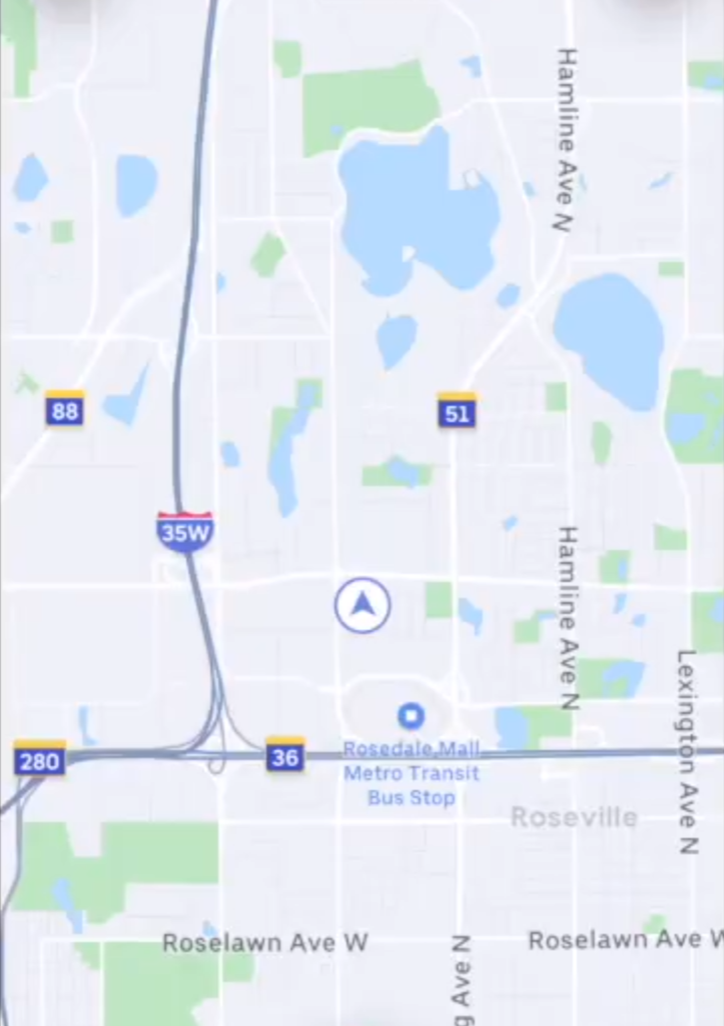 Hamline Ave N
88
51
35W
Hamline Ave N
Lexington Ave N
280
36
Rosedale Mall
Metro Transit
Bus Stop
Roseville
Roselawn Ave W
Roselawn Ave W
g Ave N